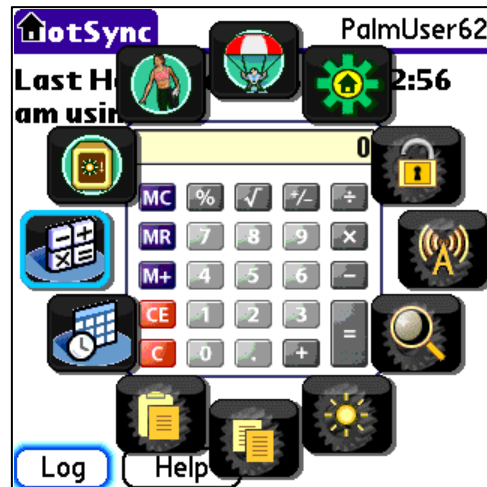 HotSync
PalmUser62
Last H 2:56
am usin
0
MC % √ +/- ÷
MR 7 8 9 ×
M+ 4 5 6 −
CE 1 2 3 =
C 0 . +
Log Help